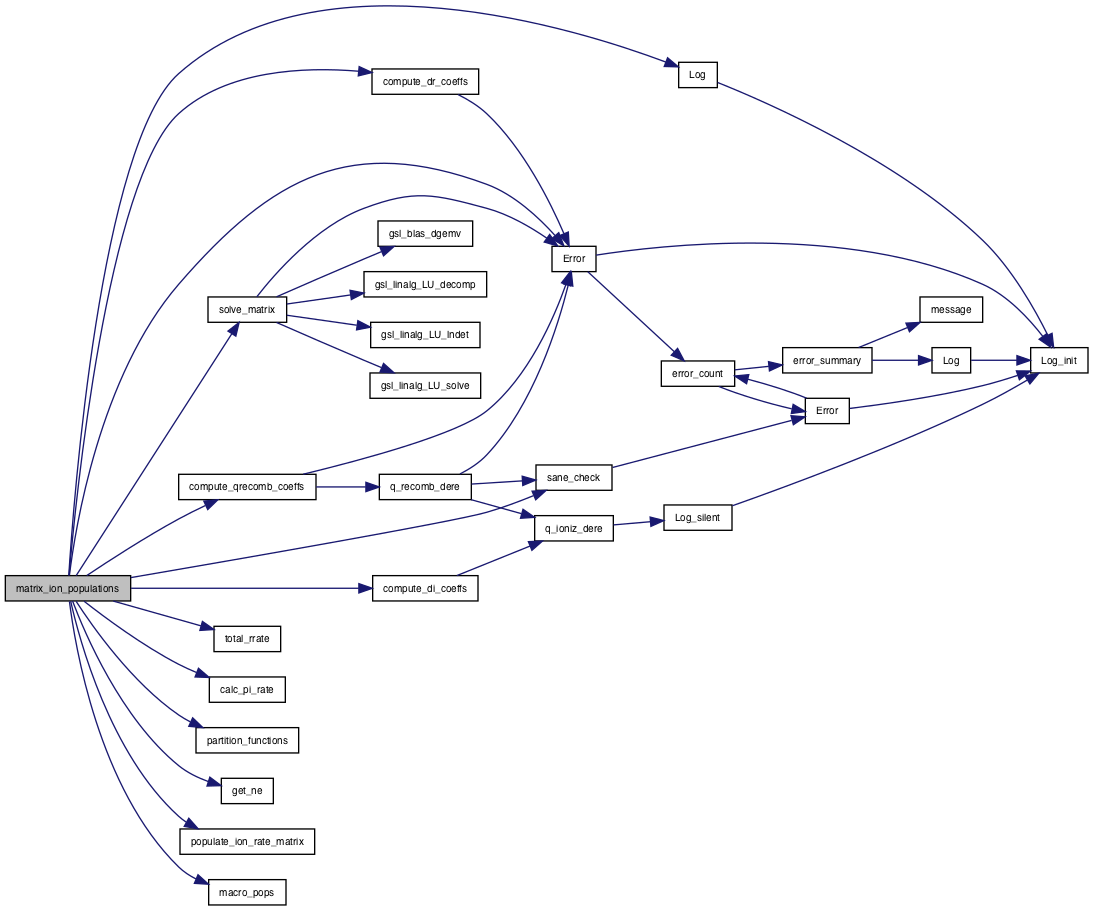 Log
compute_dr_coeffs
gsl_blas_dgemv
Error
gsl_linalg_LU_decomp
solve_matrix
message
gsl_linalg_LU_lndet
error_summary
Log
Log_init
error_count
gsl_linalg_LU_solve
Error
sane_check
compute_qrecomb_coeffs
q_recomb_dere
Log_silent
q_ioniz_dere
matrix_ion_populations
compute_di_coeffs
total_rrate
calc_pi_rate
partition_functions
get_ne
populate_ion_rate_matrix
macro_pops